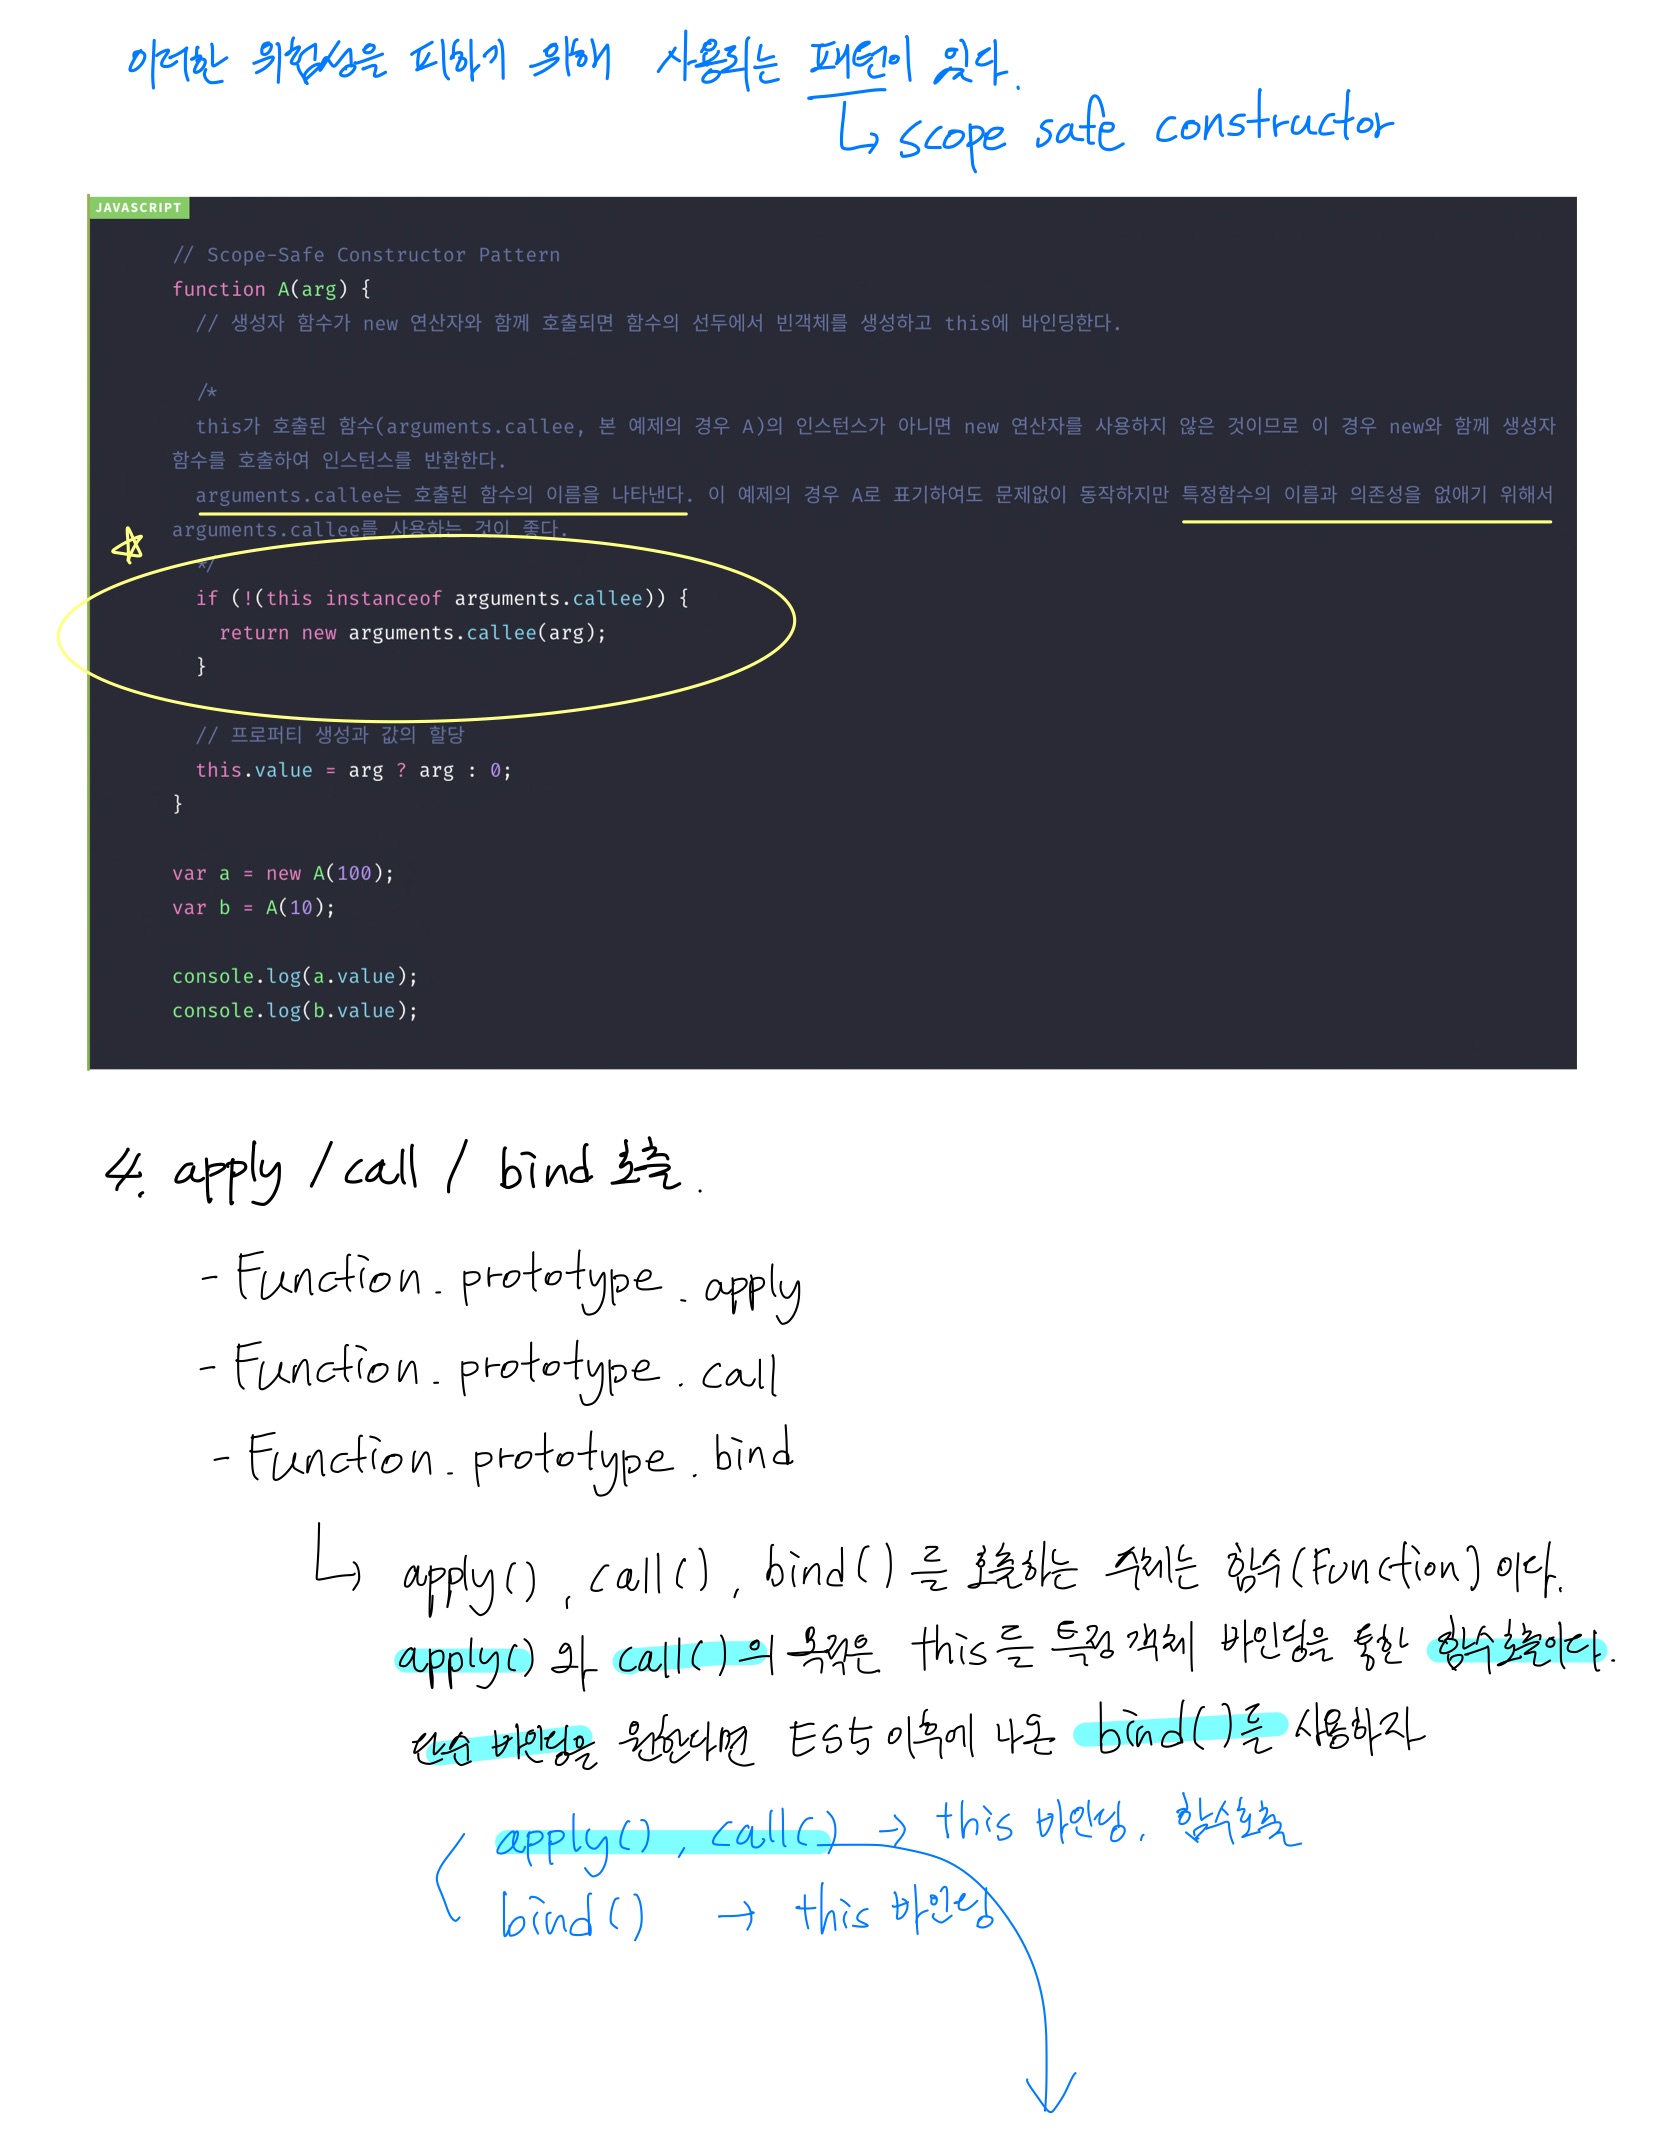 이러한 위험성을 피하기 위해 사용되는 패턴이 있다.
↳ scope safe constructor
JAVASCRIPT
// Scope-Safe Constructor Pattern
function A(arg) {
// 생성자 함수가 new 연산자와 함께 호출되면 함수의 선두에서 빈객체를 생성하고 this에 바인딩한다.
/*
this가 호출된 함수(arguments.callee, 본 예제의 경우 A)의 인스턴스가 아니면 new 연산자를 사용하지 않은 것이므로 이 경우 new와 함께 생성자
함수를 호출하여 인스턴스를 반환한다.
arguments.callee는 호출된 함수의 이름을 나타낸다. 이 예제의 경우 A로 표기하여도 문제없이 동작하지만 특정함수의 이름과 의존성을 없애기 위해서
arguments.callee를 사용하는 것이 좋다.
*/
if (!(this instanceof arguments.callee)) {
return new arguments.callee(arg);
}
// 프로퍼티 생성과 값의 할당
this.value = arg ? arg : 0;
}
var a = new A(100);
var b = A(10);
console.log(a.value);
console.log(b.value);
4. apply / call / bind 호출.
- Function.prototype.apply
- Function.prototype.call
- Function.prototype.bind
↳ apply(), call(), bind()를 호출하는 주체는 함수(Function)이다.
apply()와 call()의 목적은 this를 특정 객체 바인딩을 통한 함수호출이다.
단순 바인딩을 원한다면 ES5 이후에 나온 bind()를 사용하자
apply(), call() → this 바인딩, 함수호출
bind() → this 바인딩